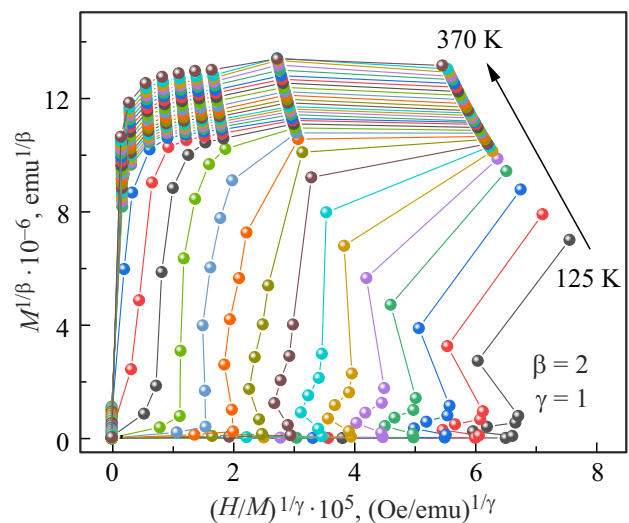 370 K
12
8
4
0
M^{1/β} · 10^{−6}, emu^{1/β}
125 K
β = 2
γ = 1
0 2 4 6 8
(H/M)^{1/γ} · 10^5, (Oe/emu)^{1/γ}